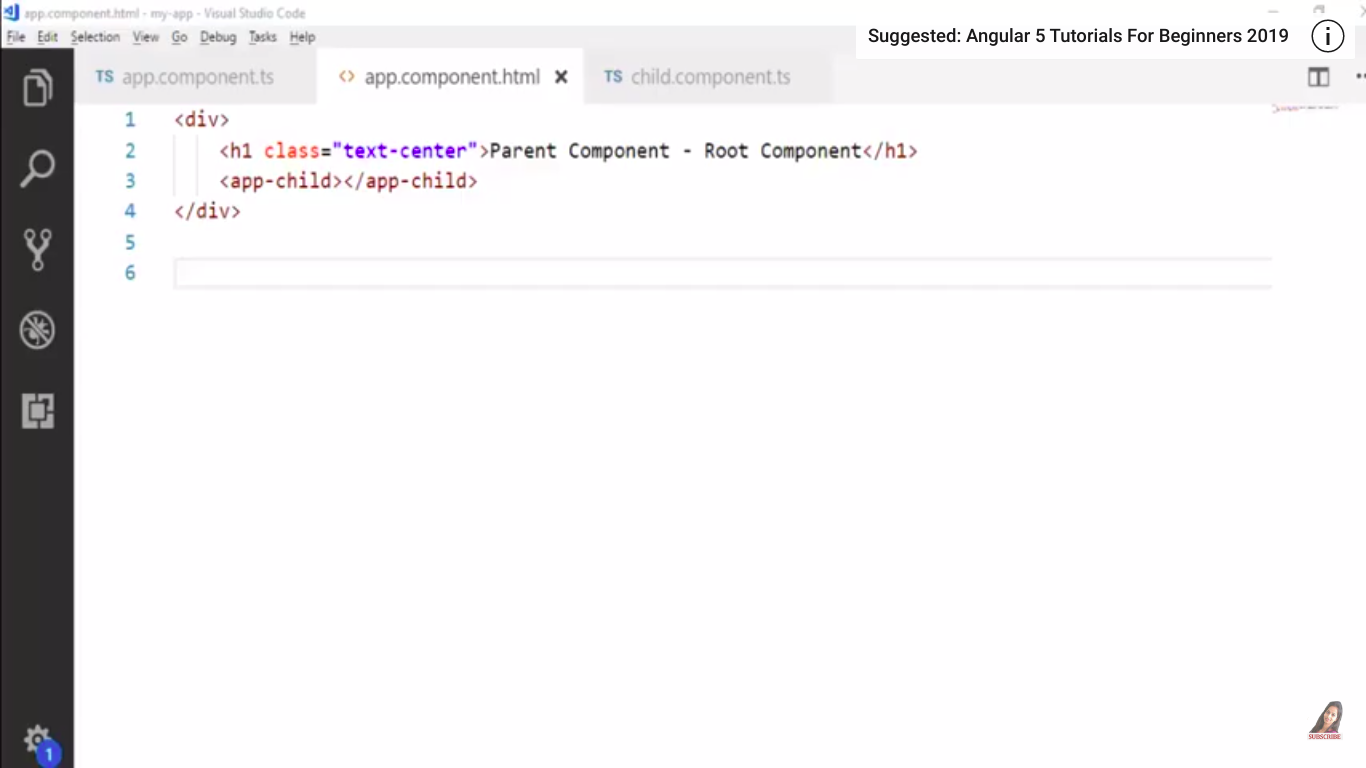 app.component.html - my-app - Visual Studio Code
File Edit Selection View Go Debug Tasks Help
Suggested: Angular 5 Tutorials For Beginners 2019 i
TS app.component.ts <> app.component.html x TS child.component.ts
1 <div>
2 <h1 class="text-center">Parent Component - Root Component</h1>
3 <app-child></app-child>
4 </div>
5
6
SUBSCRIBE
1